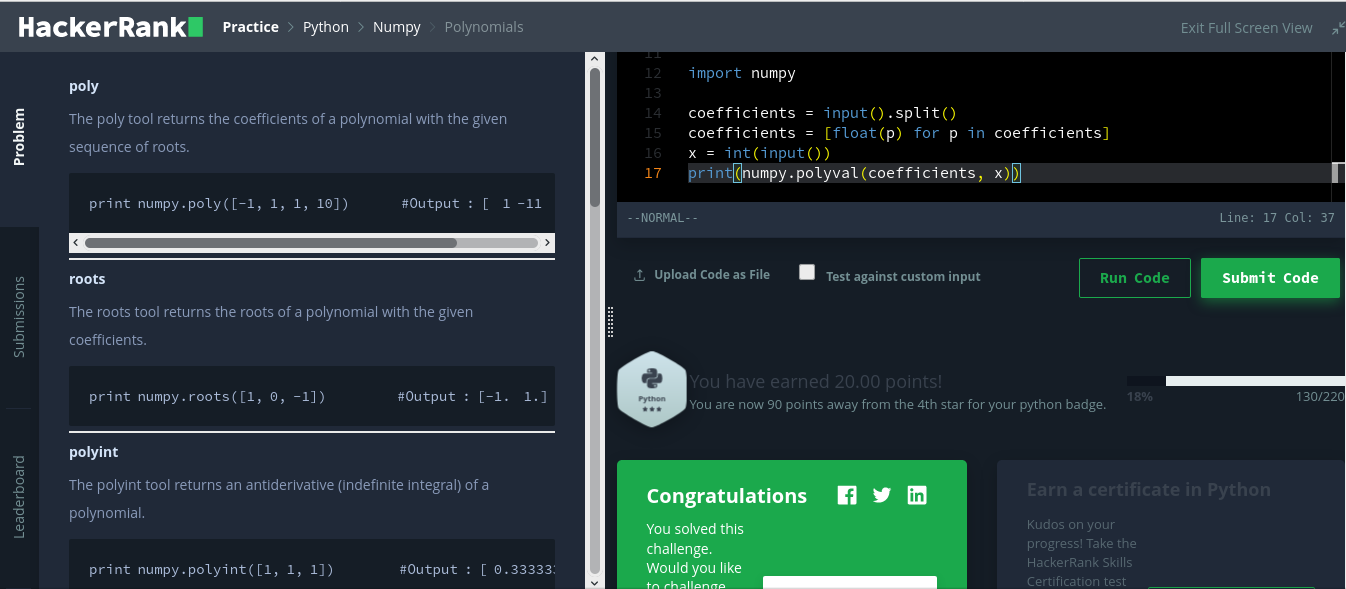 HackerRank
Practice > Python > Numpy > Polynomials
Exit Full Screen View
Problem
Submissions
Leaderboard
poly
The poly tool returns the coefficients of a polynomial with the given
sequence of roots.
print numpy.poly([-1, 1, 1, 10]) #Output : [ 1 -11
roots
The roots tool returns the roots of a polynomial with the given
coefficients.
print numpy.roots([1, 0, -1]) #Output : [-1. 1.]
polyint
The polyint tool returns an antiderivative (indefinite integral) of a
polynomial.
print numpy.polyint([1, 1, 1]) #Output : [ 0.333333
11
12 import numpy
13
14 coefficients = input().split()
15 coefficients = [float(p) for p in coefficients]
16 x = int(input())
17 print(numpy.polyval(coefficients, x))
--NORMAL--
Line: 17 Col: 37
Upload Code as File
Test against custom input
Run Code
Submit Code
Python
You have earned 20.00 points!
You are now 90 points away from the 4th star for your python badge.
18%
130/220
Congratulations
You solved this
challenge.
Would you like
to challenge
Earn a certificate in Python
Kudos on your
progress! Take the
HackerRank Skills
Certification test